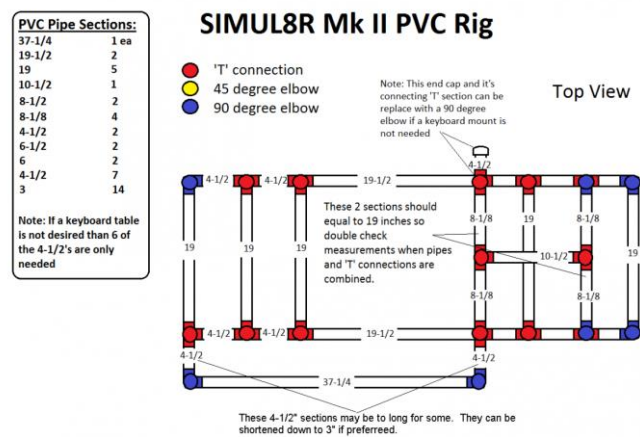 SIMUL8R Mk II PVC Rig
PVC Pipe Sections:
37-1/4 1 ea
19-1/2 2
19 5
10-1/2 1
8-1/2 2
8-1/8 4
4-1/2 2
6-1/2 2
6 2
4-1/2 7
3 14
Note: If a keyboard table
is not desired than 6 of
the 4-1/2's are only
needed
'T' connection
45 degree elbow
90 degree elbow
Note: This end cap and it's
connecting 'T' section can be
replace with a 90 degree
elbow if a keyboard mount is
not needed
Top View
4-1/2
4-1/2 4-1/2 19-1/2
These 2 sections should
equal to 19 inches so
double check
measurements when pipes
and 'T' connections are
combined.
8-1/8 19 8-1/8
19 19 19 19
10-1/2
8-1/8 8-1/8
4-1/2 4-1/2 19-1/2
4-1/2 4-1/2
37-1/4
These 4-1/2" sections may be to long for some. They can be
shortened down to 3" if preferreed.